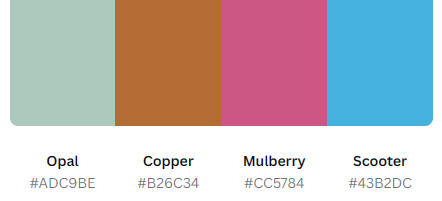 Opal Copper Mulberry Scooter
#ADC9BE #B26C34 #CC5784 #43B2DC